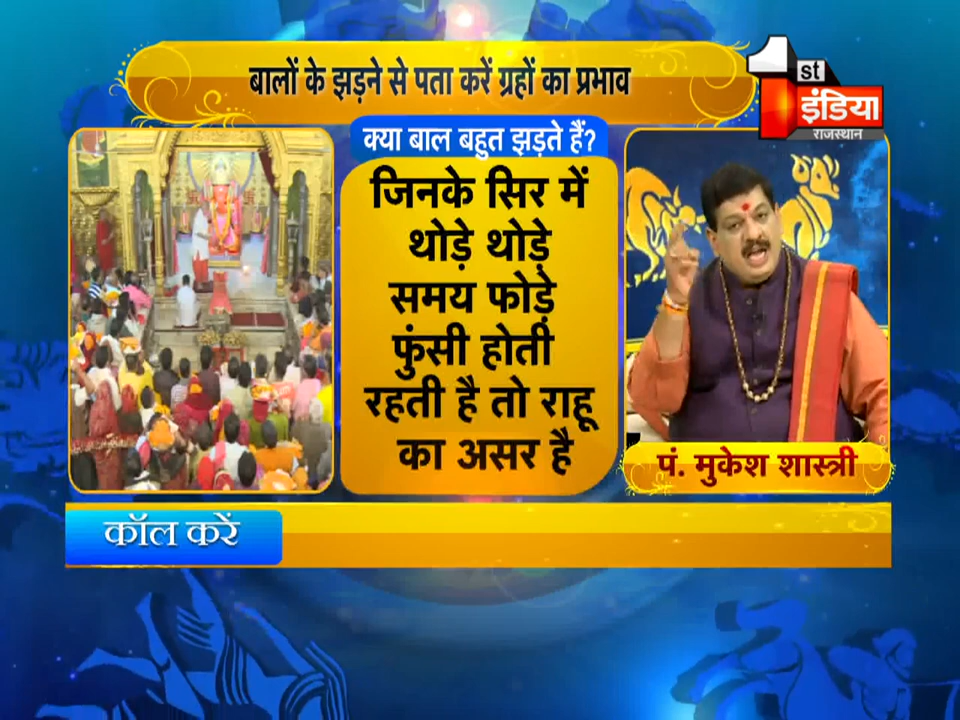 बालों के झड़ने से पता करें ग्रहों का प्रभाव
1st
इंडिया
राजस्थान
क्या बाल बहुत झड़ते हैं?
जिनके सिर में
थोड़े थोड़े
समय फोड़े
फुंसी होती
रहती है तो राहू
का असर है
पं. मुकेश शास्त्री
कॉल करें